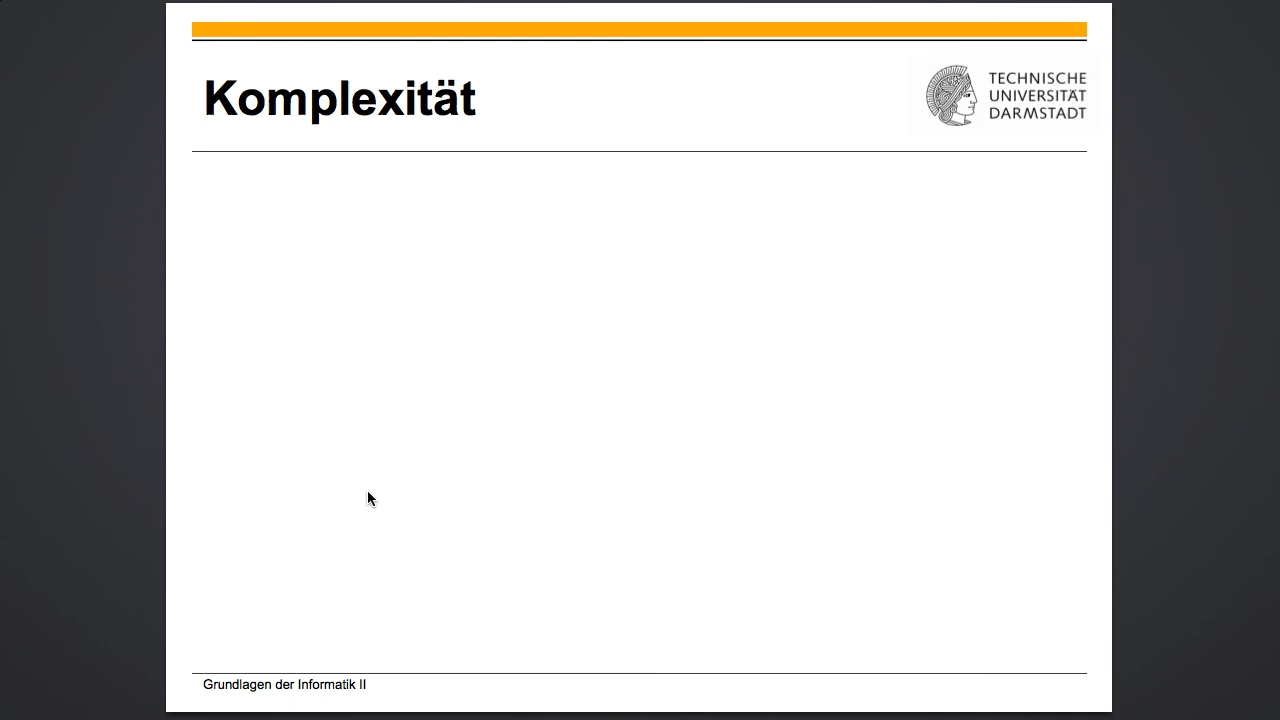 Komplexität
TECHNISCHE
UNIVERSITÄT
DARMSTADT
Grundlagen der Informatik II